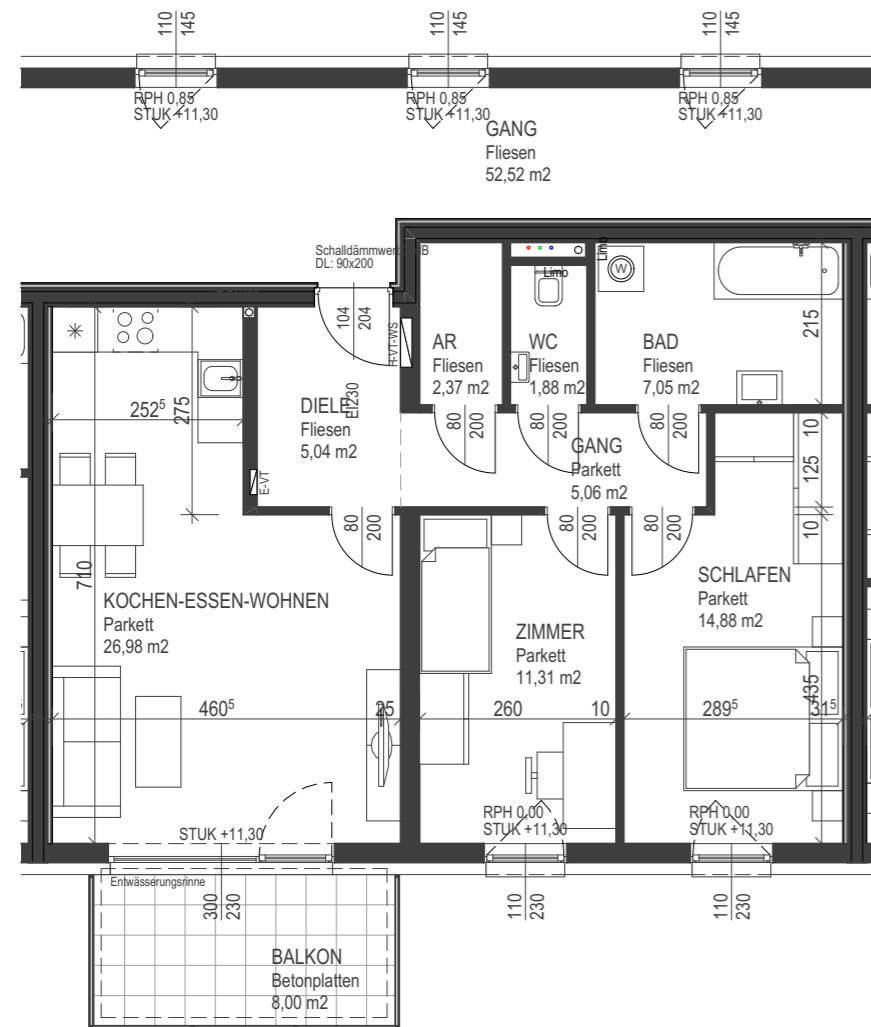 110
145
110
145
110
145
RPH 0,85
STUK +11,30
RPH 0,85
STUK +11,30
RPH 0,85
STUK +11,30
GANG
Fliesen
52,52 m2
Schalldämmwert
DL: 90x200
104
204
EI230
H-VT-WS
E-VT
DIELE
Fliesen
5,04 m2
AR
Fliesen
2,37 m2
Limo
WC
Fliesen
1,88 m2
Limo
W
BAD
Fliesen
7,05 m2
215
252⁵
275
80
200
80
200
80
200
GANG
Parkett
5,06 m2
10
125
10
80
200
80
200
80
200
710
KOCHEN-ESSEN-WOHNEN
Parkett
26,98 m2
ZIMMER
Parkett
11,31 m2
SCHLAFEN
Parkett
14,88 m2
435
460⁵
25
260
10
289⁵
31⁵
STUK +11,30
RPH 0,00
STUK +11,30
RPH 0,00
STUK +11,30
Entwässerungsrinne
300
230
110
230
110
230
BALKON
Betonplatten
8,00 m2